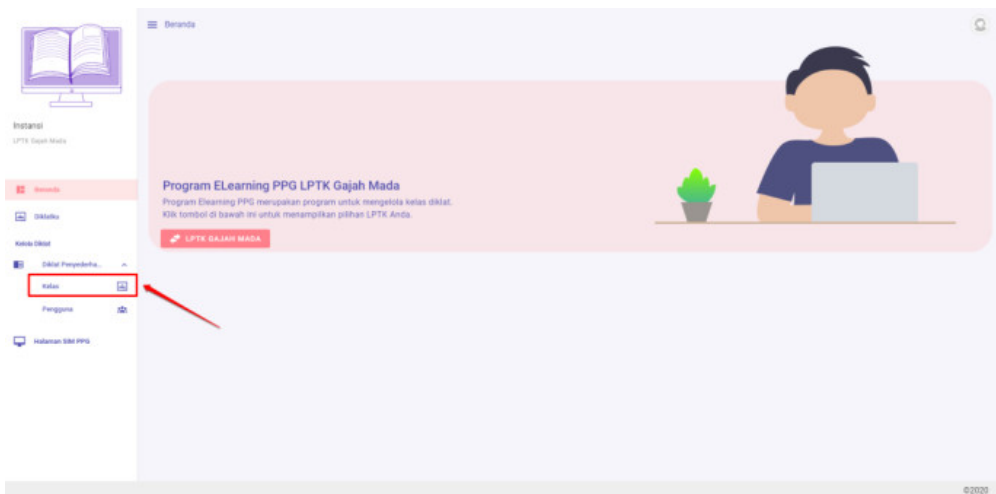 Beranda
Instansi
LPTK Gajah Mada
Beranda
Diklatku
Kelola Diklat
Diklat Penyederha...
Kelas
Pengguna
Halaman SIM PPG
Program ELearning PPG LPTK Gajah Mada
Program Elearning PPG merupakan program untuk mengelola kelas diklat.
Klik tombol di bawah ini untuk menampilkan pilihan LPTK Anda.
LPTK GAJAH MADA
©2020